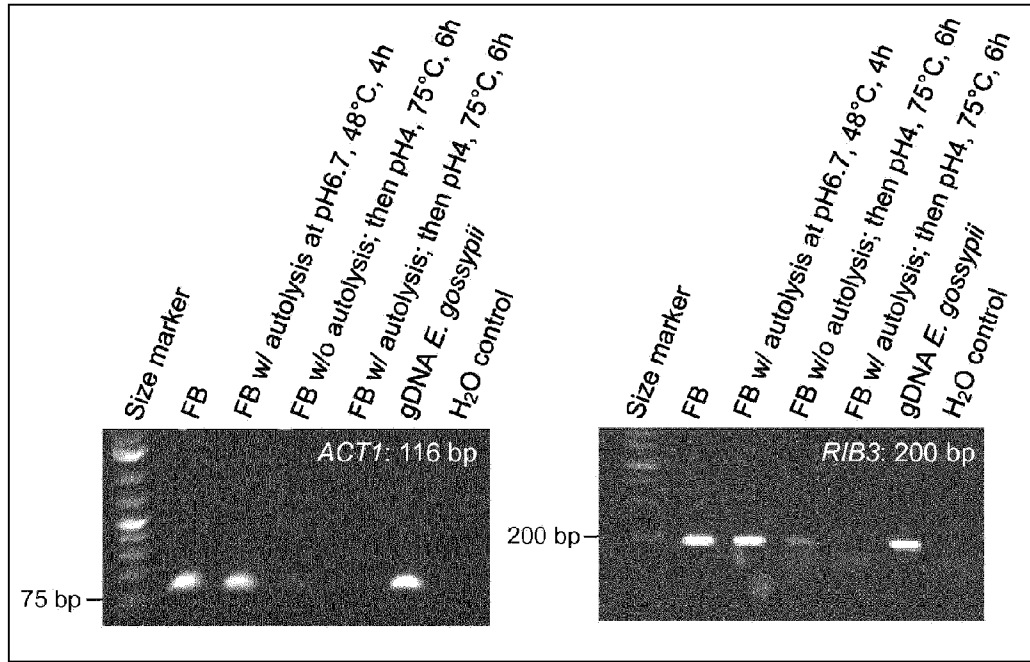 Size marker
FB
FB w/ autolysis at pH6.7, 48°C, 4h
FB w/o autolysis; then pH4, 75°C, 6h
FB w/ autolysis; then pH4, 75°C, 6h
gDNA E. gossypii
H₂O control
ACT1: 116 bp
75 bp
Size marker
FB
FB w/ autolysis at pH6.7, 48°C, 4h
FB w/o autolysis; then pH4, 75°C, 6h
FB w/ autolysis; then pH4, 75°C, 6h
gDNA E. gossypii
H₂O control
RIB3: 200 bp
200 bp